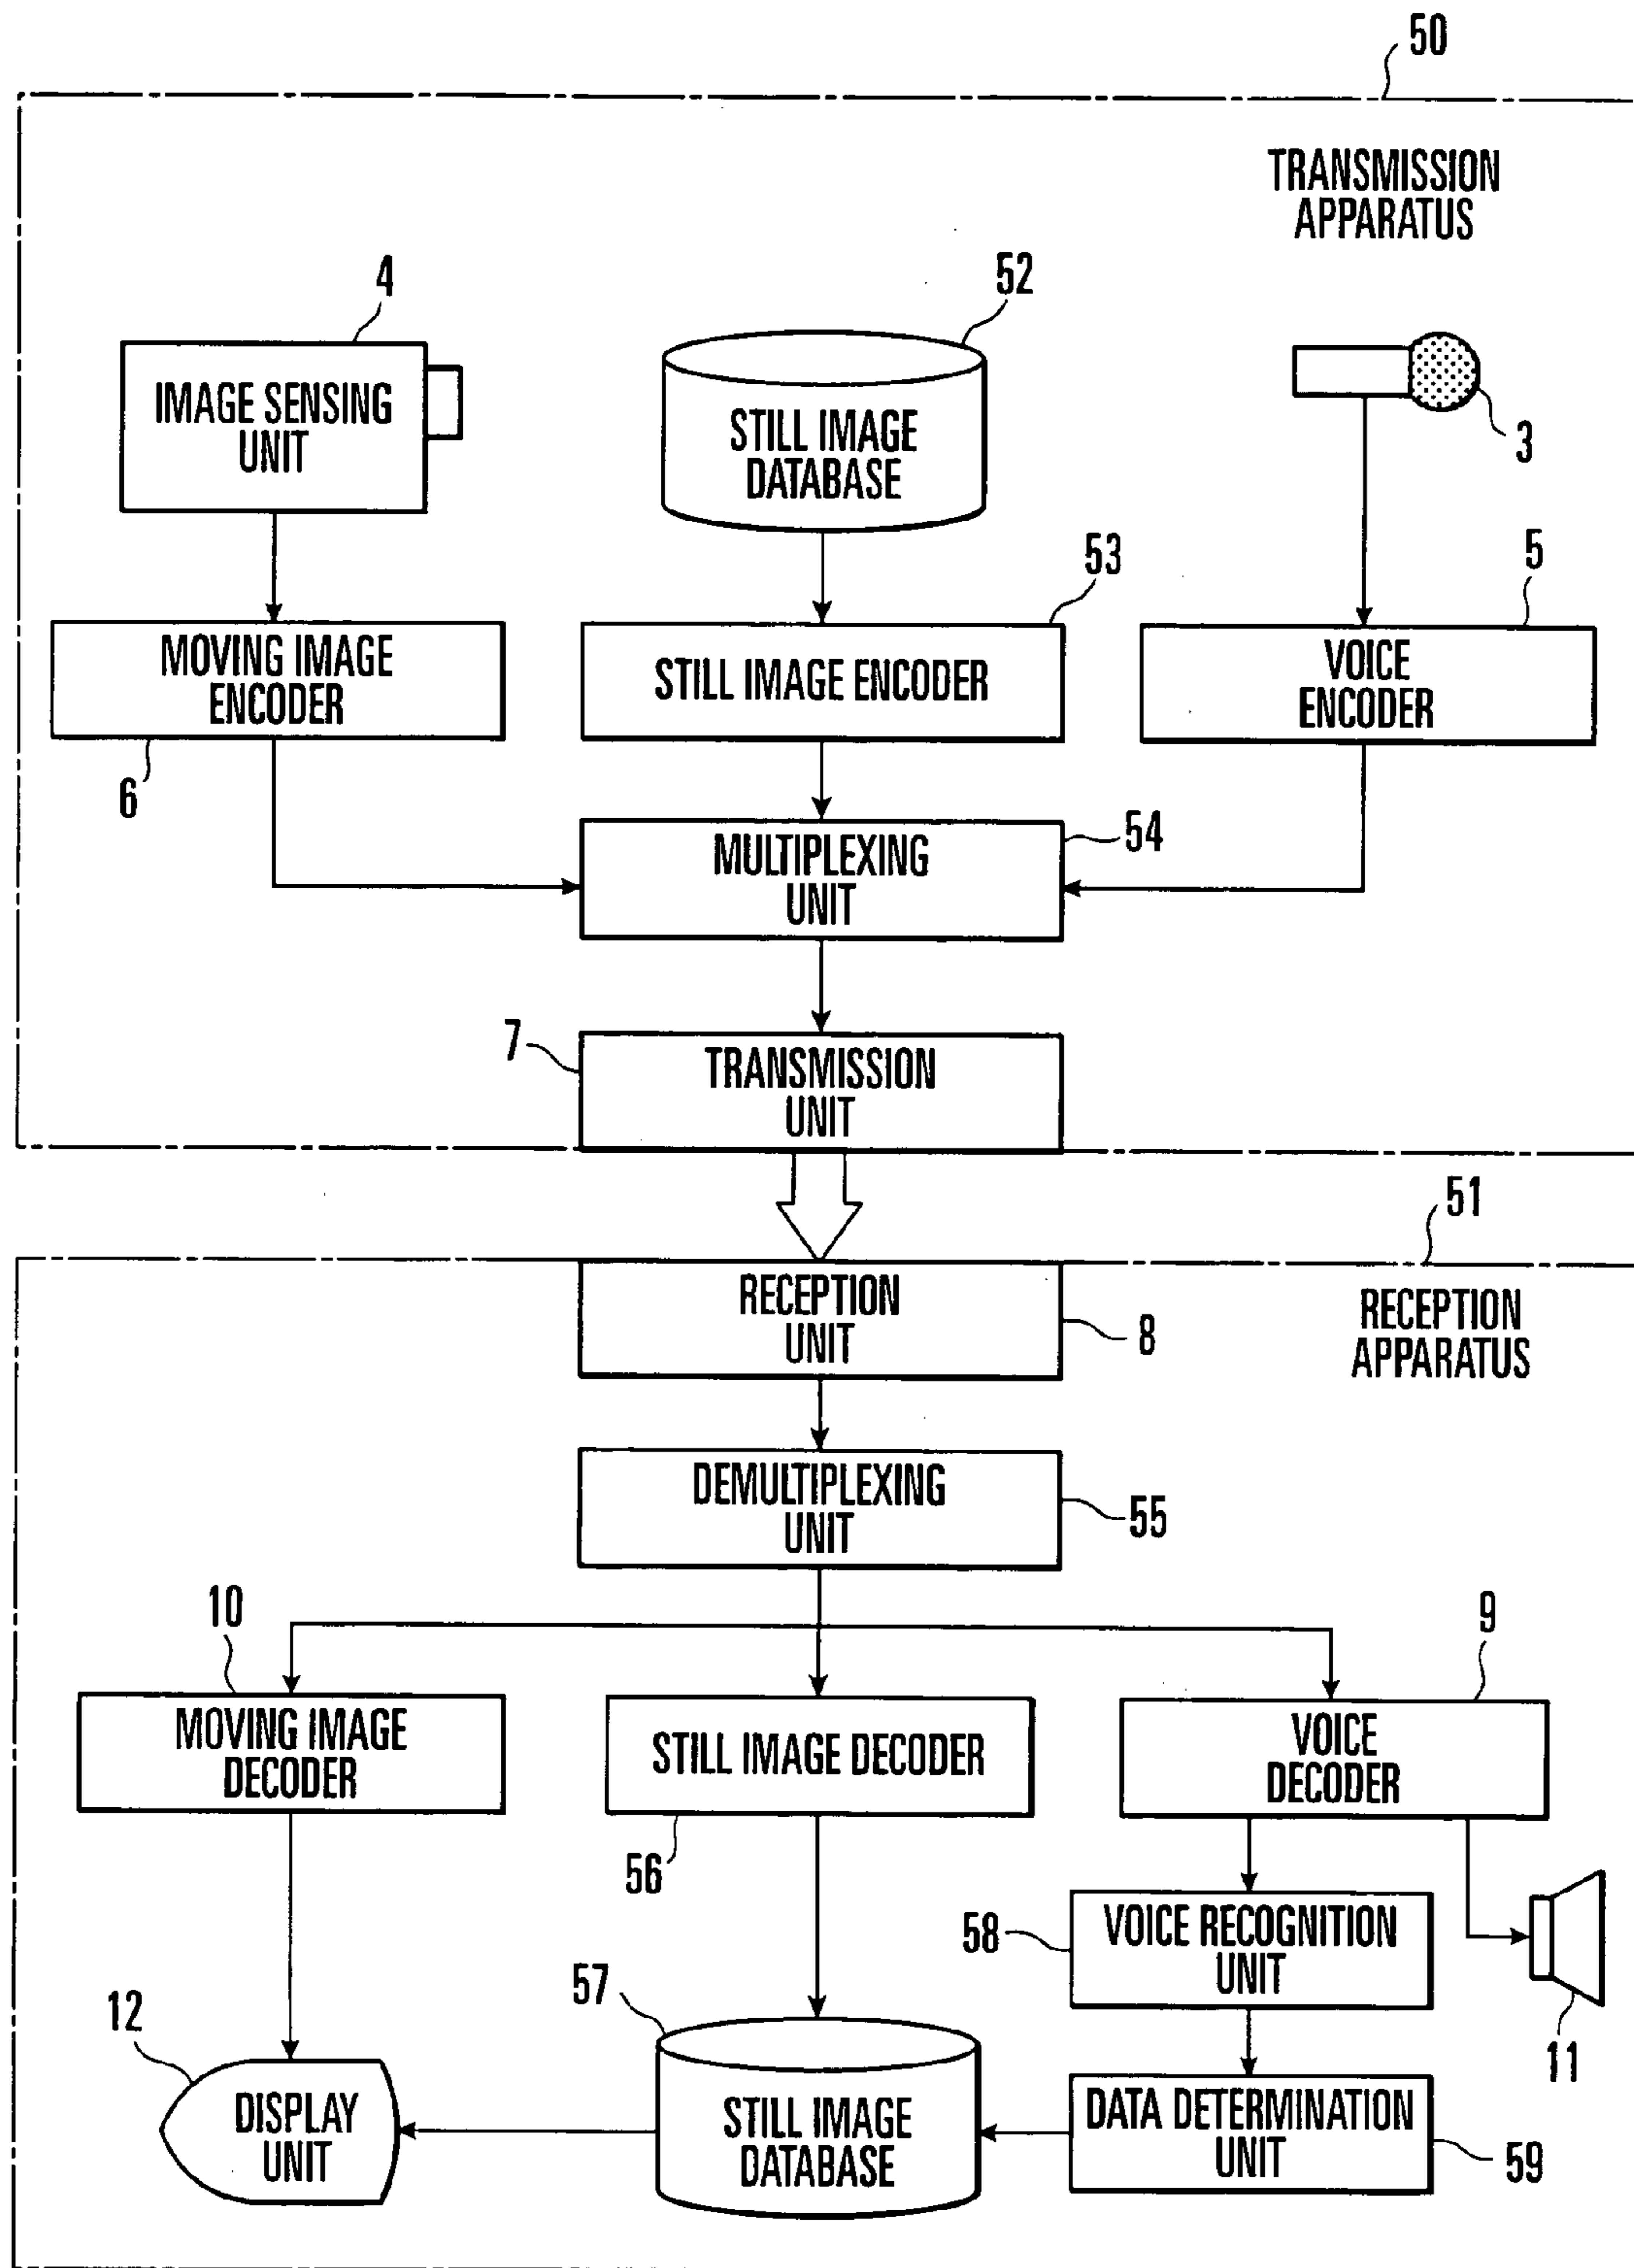 50
TRANSMISSION
APPARATUS
4
52
3
IMAGE SENSING
UNIT
STILL IMAGE
DATABASE
53
5
MOVING IMAGE
ENCODER
STILL IMAGE ENCODER
VOICE
ENCODER
6
54
MULTIPLEXING
UNIT
7
TRANSMISSION
UNIT
51
RECEPTION
UNIT
8
RECEPTION
APPARATUS
DEMULTIPLEXING
UNIT
55
10
9
MOVING IMAGE
DECODER
STILL IMAGE DECODER
VOICE
DECODER
56
58
VOICE RECOGNITION
UNIT
11
57
12
DISPLAY
UNIT
STILL IMAGE
DATABASE
DATA DETERMINATION
UNIT
59